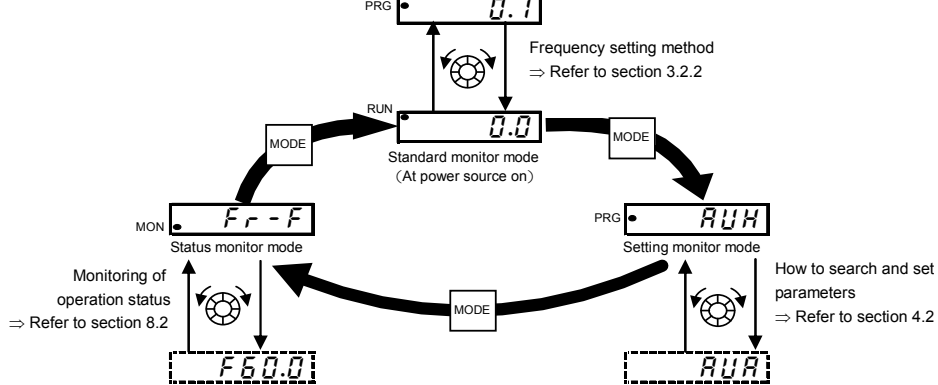 PRG
0.1
Frequency setting method
⇒ Refer to section 3.2.2
RUN
0.0
MODE
MODE
Standard monitor mode
(At power source on)
MON
Fr-F
Status monitor mode
PRG
AUH
Setting monitor mode
Monitoring of
operation status
⇒ Refer to section 8.2
MODE
How to search and set
parameters
⇒ Refer to section 4.2
F60.0
AUA